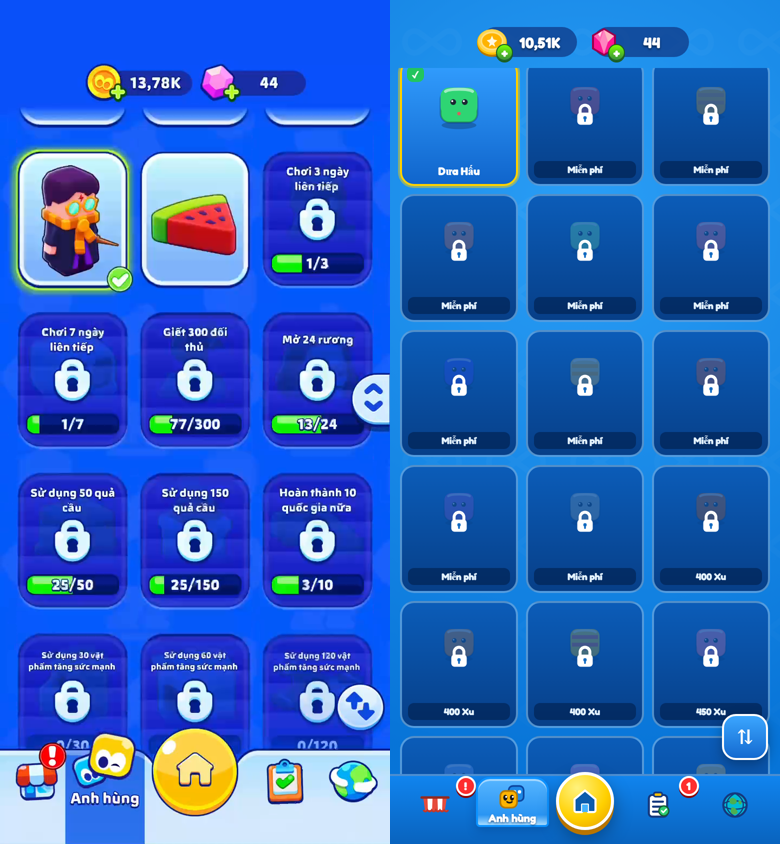 13,78K 44
Chơi 3 ngày
liên tiếp
1/3
Chơi 7 ngày
liên tiếp
1/7
Giết 300 đối
thủ
77/300
Mở 24 rương
13/24
Sử dụng 50 quả
cầu
25/50
Sử dụng 150
quả cầu
25/150
Hoàn thành 10
quốc gia nữa
3/10
Sử dụng 30 vật
phẩm tăng sức mạnh
0/30
Sử dụng 60 vật
phẩm tăng sức mạnh
Sử dụng 120 vật
phẩm tăng sức mạnh
0/120
!
Anh hùng
10,51K 44
Dưa Hấu
Miễn phí
Miễn phí
Miễn phí
Miễn phí
Miễn phí
Miễn phí
Miễn phí
Miễn phí
Miễn phí
Miễn phí
400 Xu
400 Xu
400 Xu
450 Xu
!
Anh hùng
1